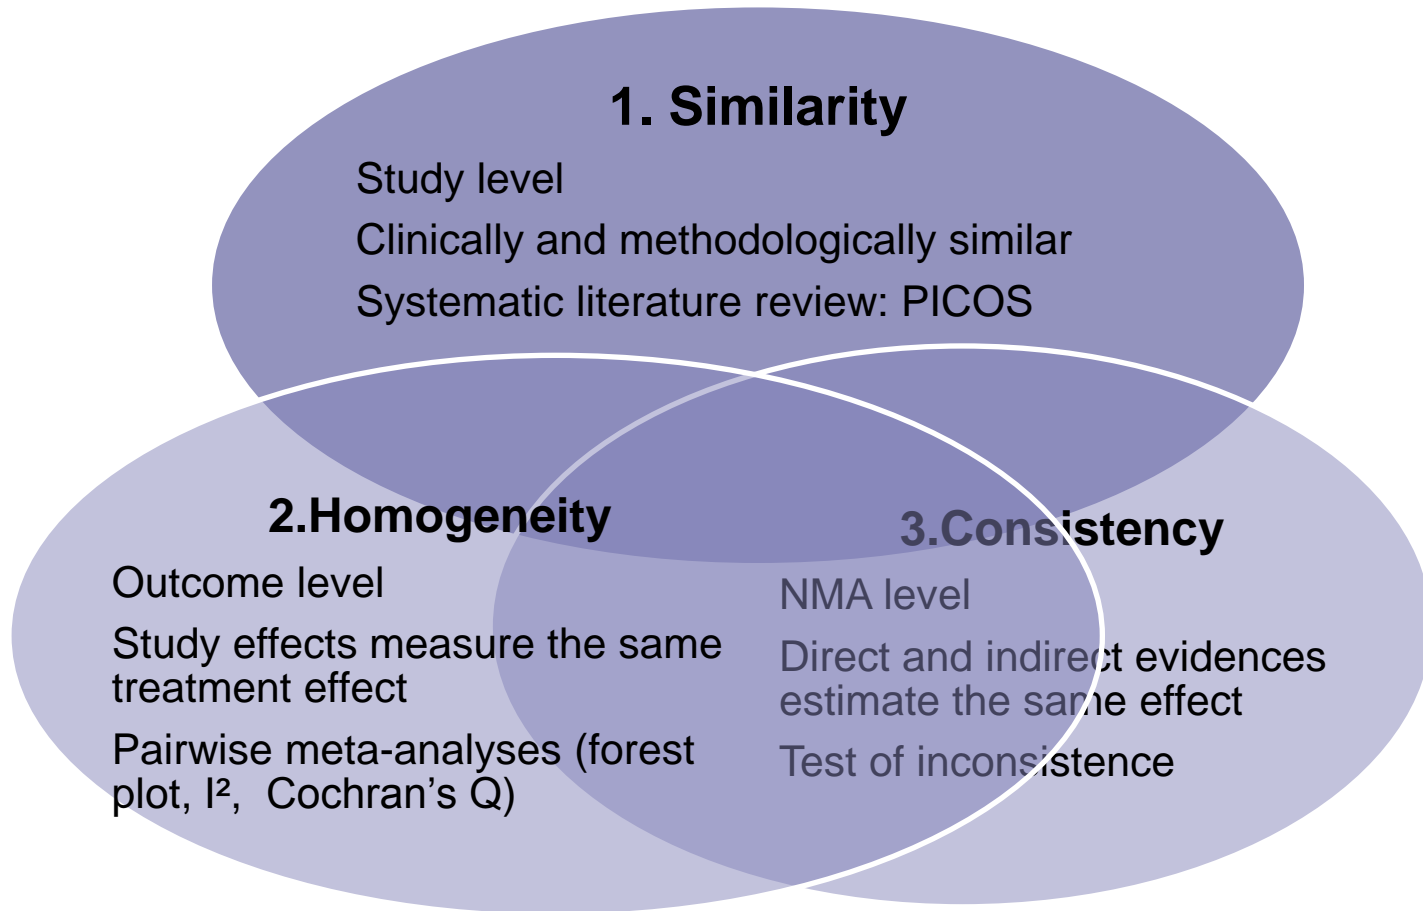 1. Similarity
Study level
Clinically and methodologically similar
Systematic literature review: PICOS
2.Homogeneity
Outcome level
Study effects measure the same
treatment effect
Pairwise meta-analyses (forest
plot, I², Cochran’s Q)
3.Consistency
NMA level
Direct and indirect evidences
estimate the same effect
Test of inconsistence